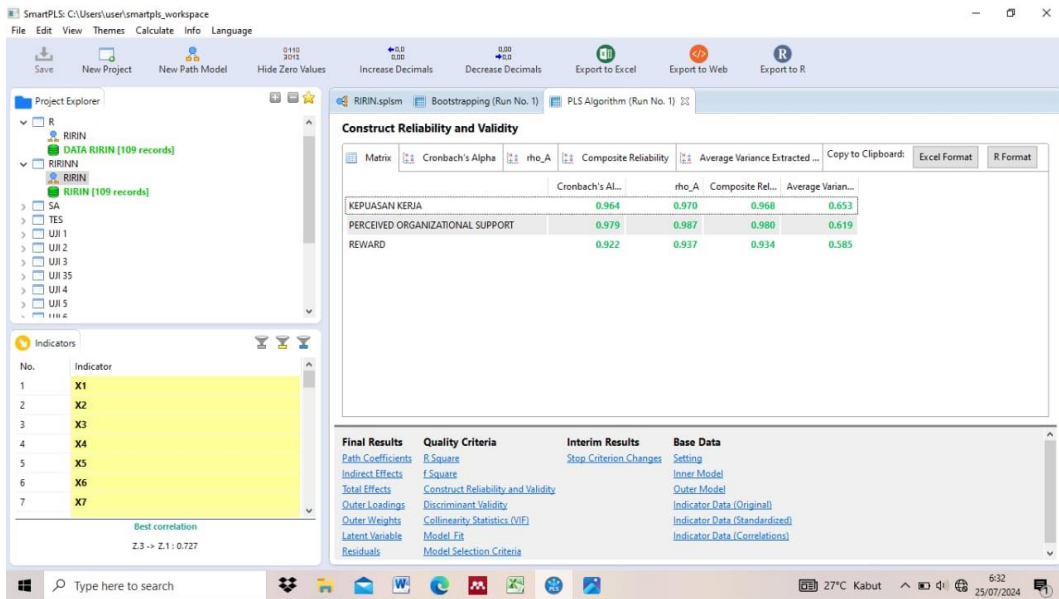 SmartPLS: C:\Users\user\smartpls_workspace
File Edit View Themes Calculate Info Language
Save New Project New Path Model Hide Zero Values Increase Decimals Decrease Decimals Export to Excel Export to Web Export to R
Project Explorer
R
RIRIN
DATA RIRIN [109 records]
RIRINN
RIRIN
RIRIN [109 records]
SA
TES
UJI 1
UJI 2
UJI 3
UJI 35
UJI 4
UJI 5
UJI 6
Indicators
No. Indicator
1 X1
2 X2
3 X3
4 X4
5 X5
6 X6
7 X7
Best correlation
Z.3 -> Z.1 : 0.727
RIRIN.splsm Bootstrapping (Run No. 1) PLS Algorithm (Run No. 1)
Construct Reliability and Validity
Matrix Cronbach's Alpha rho_A Composite Reliability Average Variance Extracted ... Copy to Clipboard: Excel Format R Format
Cronbach's Al... rho_A Composite Rel... Average Varian...
KEPUASAN KERJA 0.964 0.970 0.968 0.653
PERCEIVED ORGANIZATIONAL SUPPORT 0.979 0.987 0.980 0.619
REWARD 0.922 0.937 0.934 0.585
Final Results Quality Criteria Interim Results Base Data
Path Coefficients R Square Stop Criterion Changes Setting
Indirect Effects f Square Inner Model
Total Effects Construct Reliability and Validity Outer Model
Outer Loadings Discriminant Validity Indicator Data (Original)
Outer Weights Collinearity Statistics (VIF) Indicator Data (Standardized)
Latent Variable Model Fit Indicator Data (Correlations)
Residuals Model Selection Criteria
Type here to search
27°C Kabut
6:32
25/07/2024